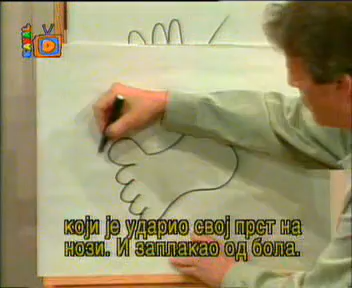 који је ударио свој прст на
нози. И заплакао од бола.